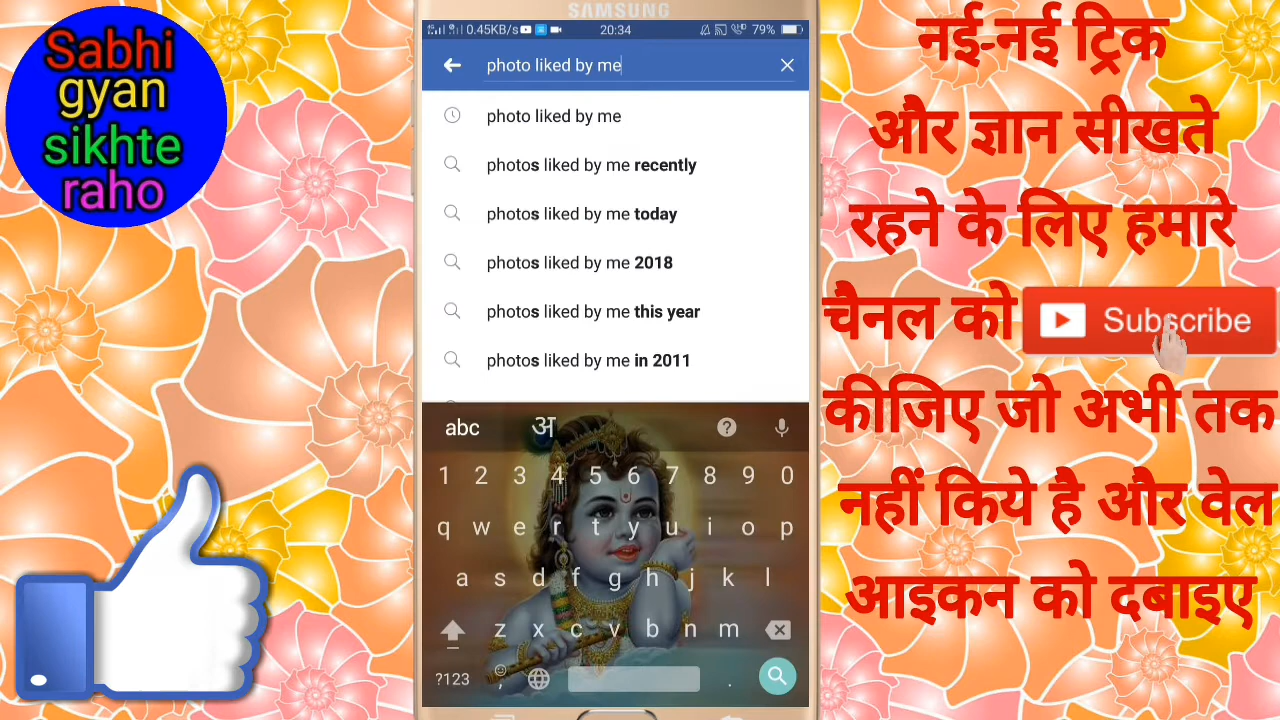 Sabhi
gyan
sikhte
raho
SAMSUNG
0.45KB/s 20:34 79%
photo liked by me
photo liked by me
photos liked by me recently
photos liked by me today
photos liked by me 2018
photos liked by me this year
photos liked by me in 2011
abc अ
1 2 3 4 5 6 7 8 9 0
q w e r t y u i o p
a s d f g h j k l
z x c v b n m
?123 , .
नई-नई ट्रिक
और ज्ञान सीखते
रहने के लिए हमारे
चैनल को Subscribe
कीजिए जो अभी तक
नहीं किये है और वेल
आइकन को दबाइए